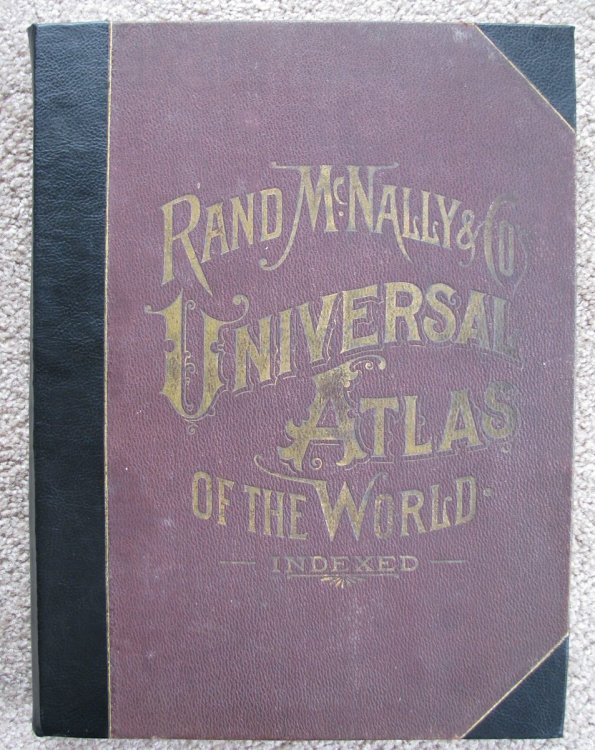 RAND McNALLY & CO'S
UNIVERSAL
ATLAS
OF THE WORLD
INDEXED